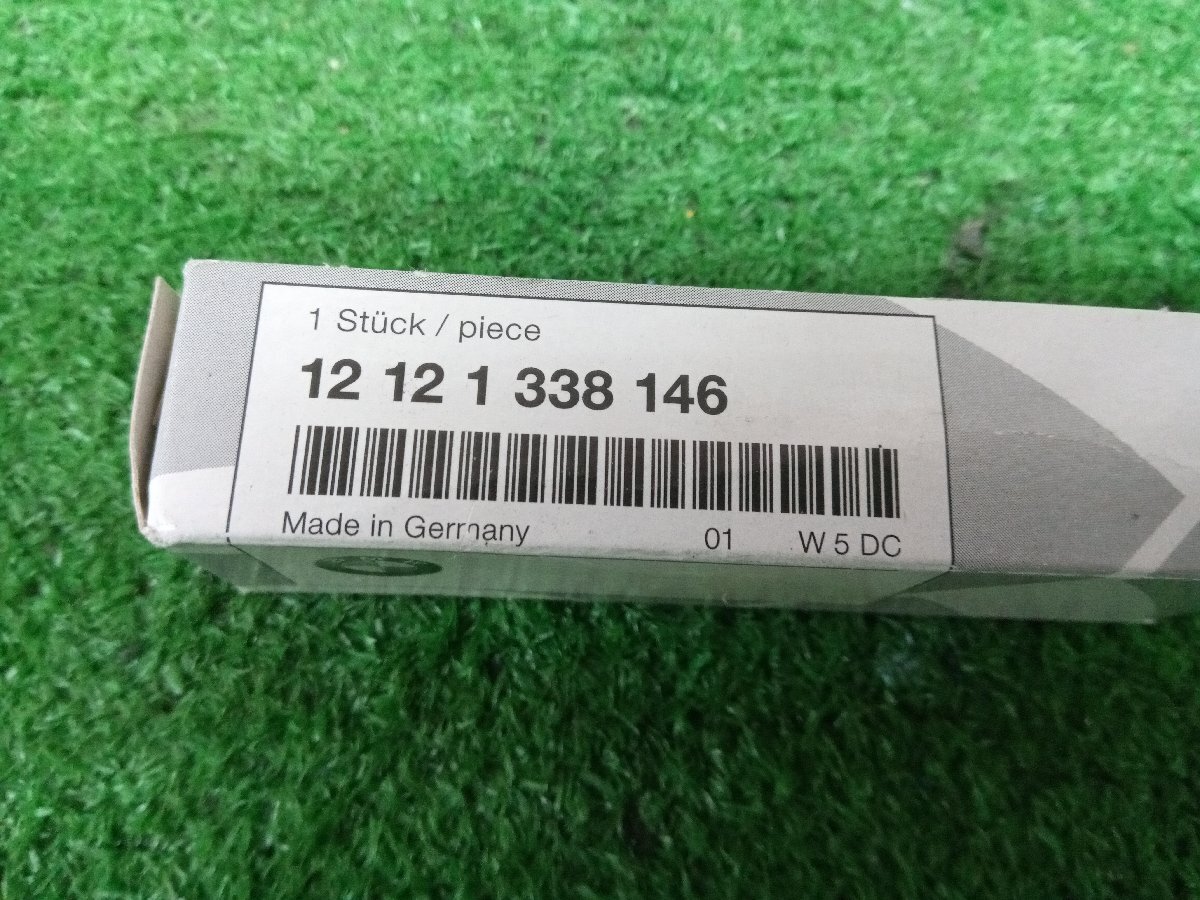 1 Stück / piece
12 12 1 338 146
Made in Germany 01 W 5 DC